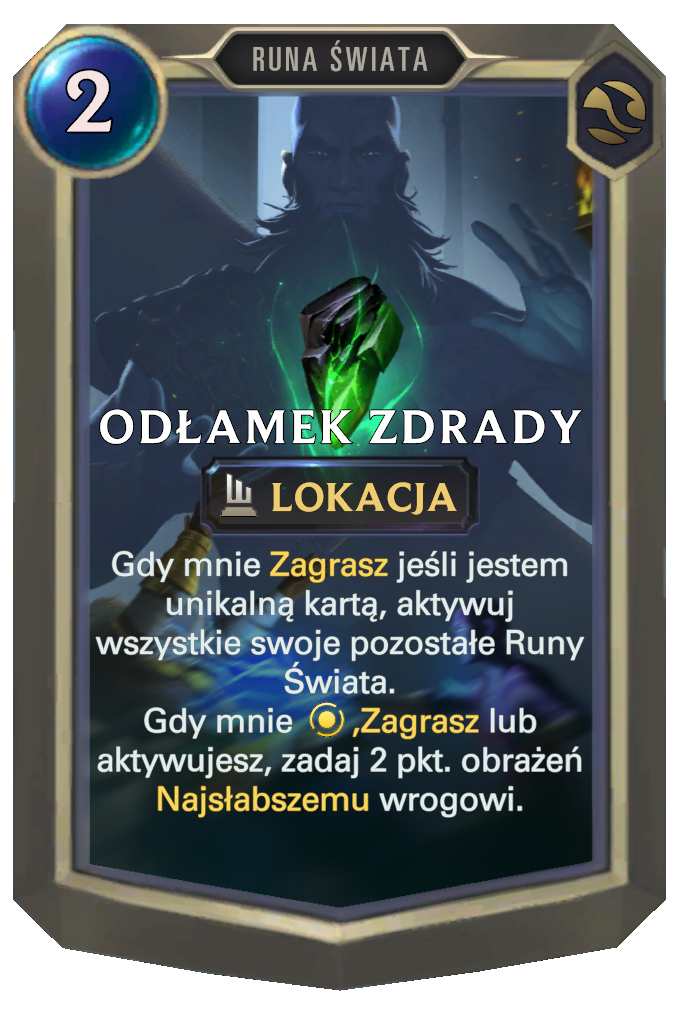 RUNA ŚWIATA
2
ODŁAMEK ZDRADY
LOKACJA
Gdy mnie Zagrasz jeśli jestem
unikalną kartą, aktywuj
wszystkie swoje pozostałe Runy
Świata.
Gdy mnie ,Zagrasz lub
aktywujesz, zadaj 2 pkt. obrażeń
Najsłabszemu wrogowi.